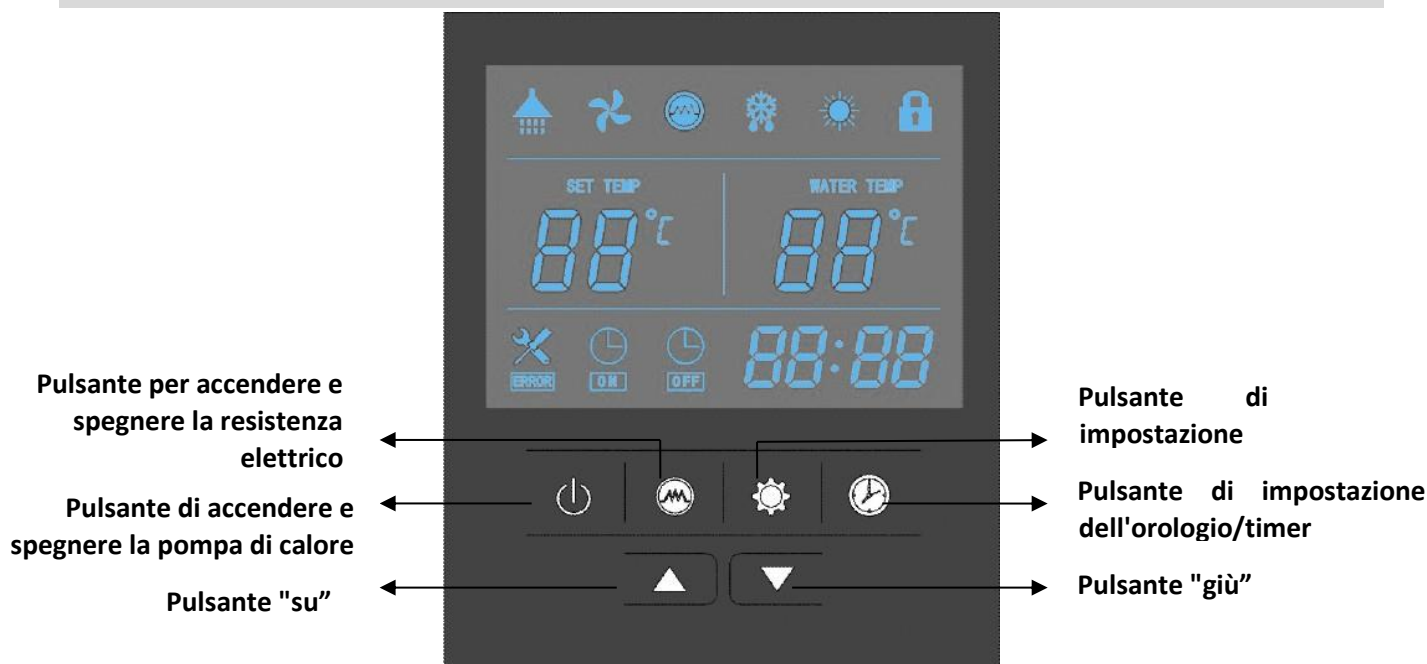 SET TEMP
WATER TEMP
88°C
88°C
ERROR
ON
OFF
88:88
Pulsante per accendere e
spegnere la resistenza
elettrico
Pulsante di accendere e
spegnere la pompa di calore
Pulsante "su”
Pulsante di
impostazione
Pulsante di impostazione
dell'orologio/timer
Pulsante "giù”